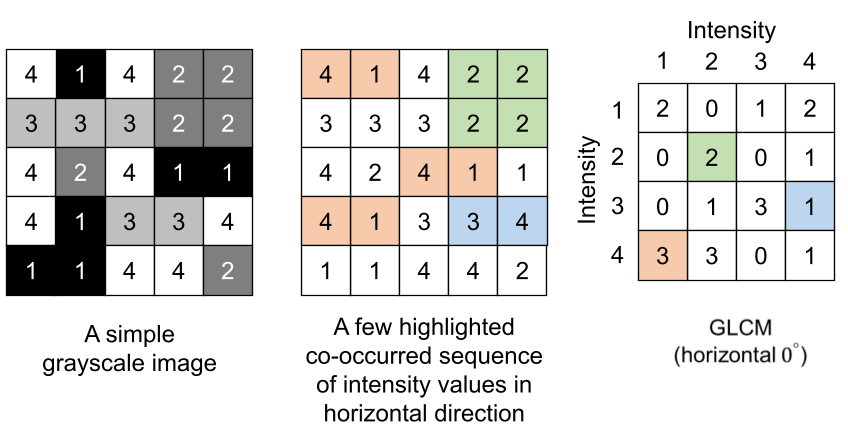 4 1 4 2 2
3 3 3 2 2
4 2 4 1 1
4 1 3 3 4
1 1 4 4 2
A simple
grayscale image
4 1 4 2 2
3 3 3 2 2
4 2 4 1 1
4 1 3 3 4
1 1 4 4 2
A few highlighted
co-occurred sequence
of intensity values in
horizontal direction
Intensity
1 2 3 4
Intensity
1 2 0 1 2
2 0 2 0 1
3 0 1 3 1
4 3 3 0 1
GLCM
(horizontal 0°)